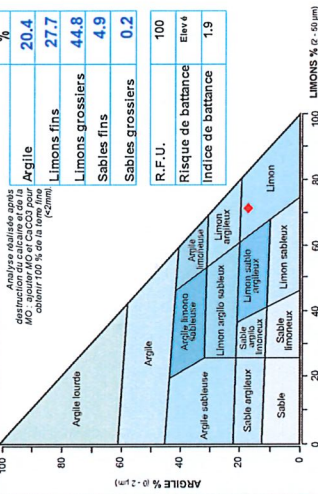 Analyse réalisée après
destruction du calcaire et de la
MO : ajouter MO et CaCO3 pour
obtenir 100 % de la terre fine
(<2mm).
%
Argile 20.4
Limons fins 27.7
Limons grossiers 44.8
Sables fins 4.9
Sables grossiers 0.2
R.F.U. 100
Risque de battance Elevé
Indice de battance 1.9
ARGILE % (0 - 2 µm)
100
80
60
40
20
0
Argile lourde
Argile
Argile limono
sableuse
Argile
limoneuse
Argile sableuse
Limon argilo sableux
Limon
argileux
Sable argileux
Sable
argilo
limoneux
Limon sablo
argileux
Limon
Sable
Sable
limoneux
Limon sableux
0
20
40
60
80
100
LIMONS % (2 - 50 µm)